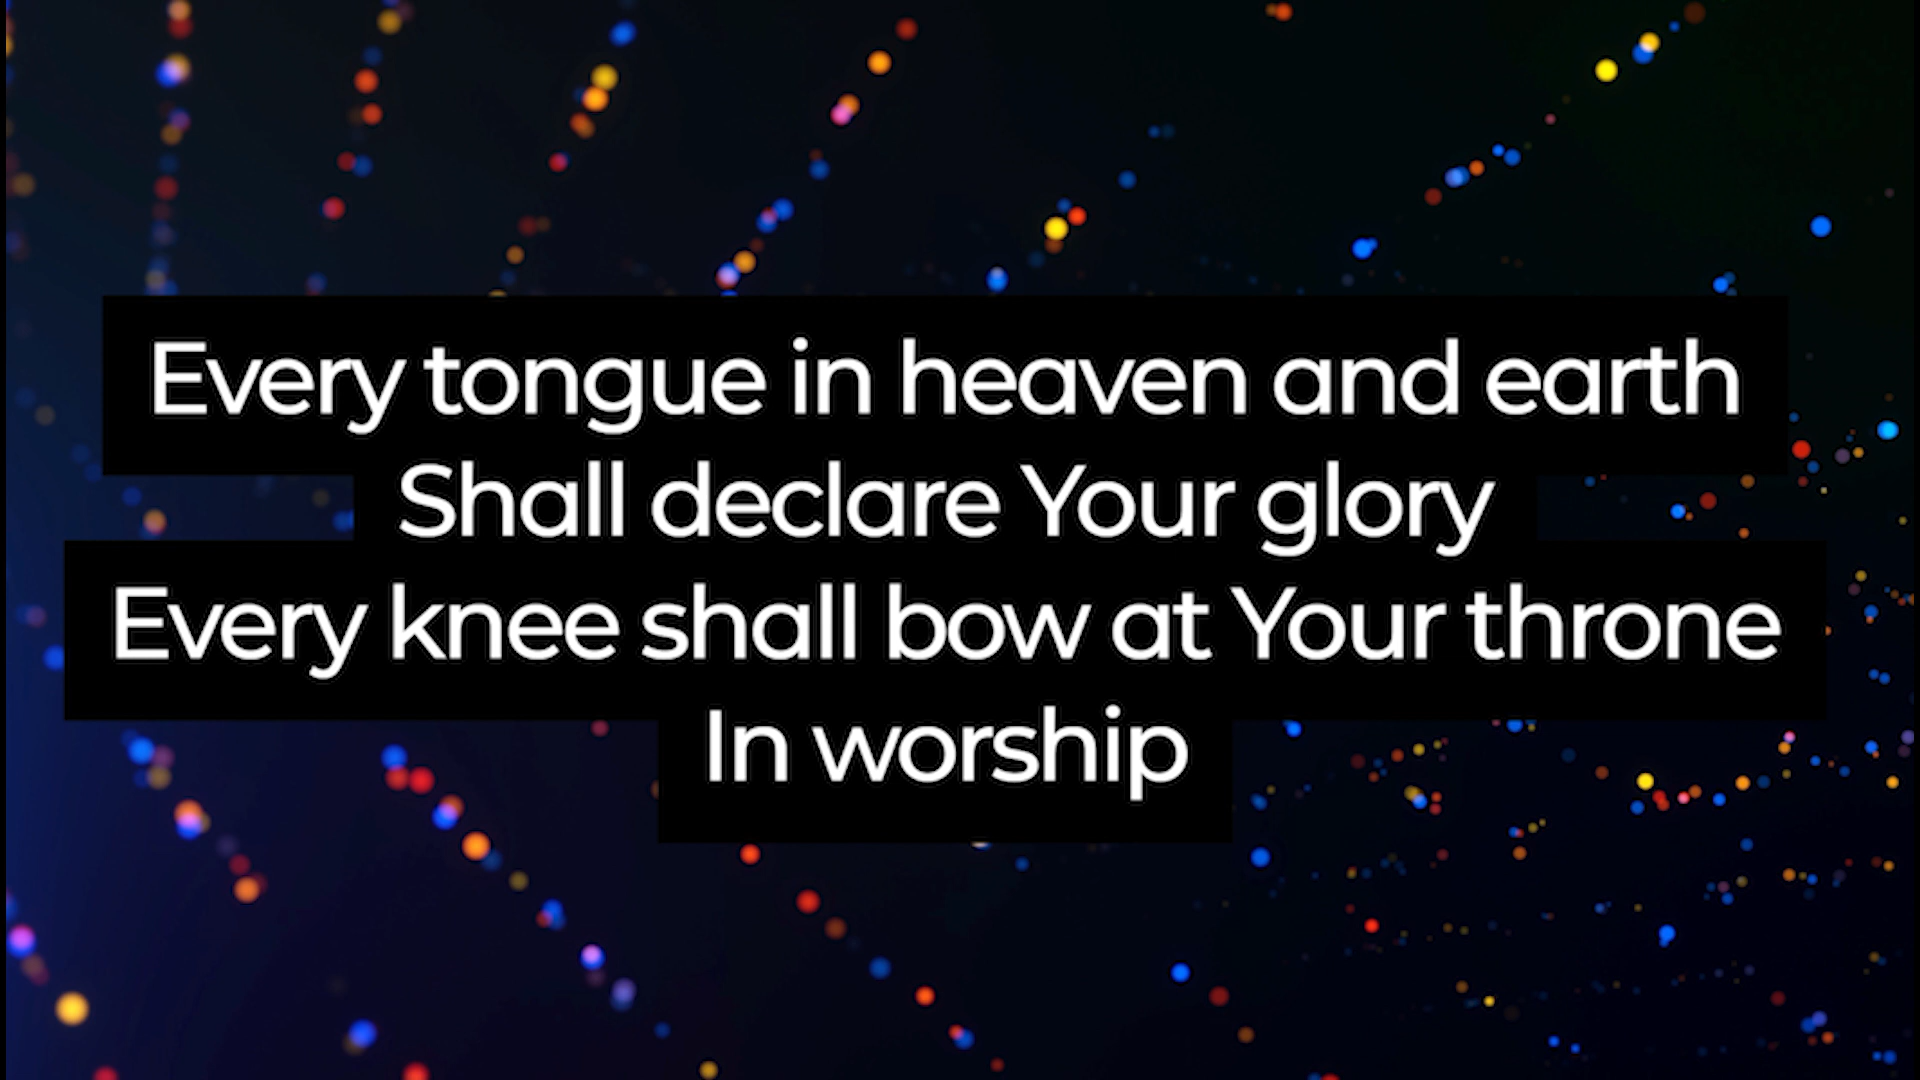 Every tongue in heaven and earth
Shall declare Your glory
Every knee shall bow at Your throne
In worship